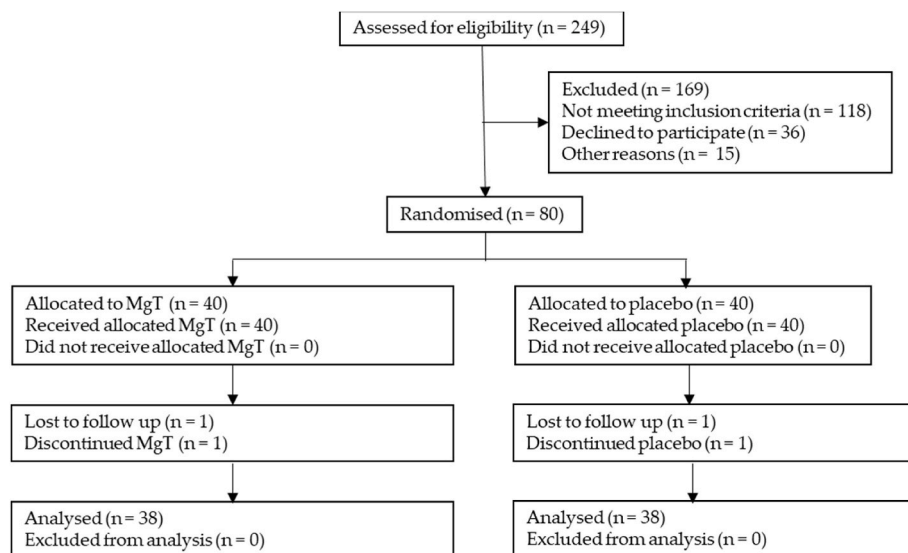 Assessed for eligibility (n = 249)
Excluded (n = 169)
Not meeting inclusion criteria (n = 118)
Declined to participate (n = 36)
Other reasons (n = 15)
Randomised (n = 80)
Allocated to MgT (n = 40)
Received allocated MgT (n = 40)
Did not receive allocated MgT (n = 0)
Allocated to placebo (n = 40)
Received allocated placebo (n = 40)
Did not receive allocated placebo (n = 0)
Lost to follow up (n = 1)
Discontinued MgT (n = 1)
Lost to follow up (n = 1)
Discontinued placebo (n = 1)
Analysed (n = 38)
Excluded from analysis (n = 0)
Analysed (n = 38)
Excluded from analysis (n = 0)